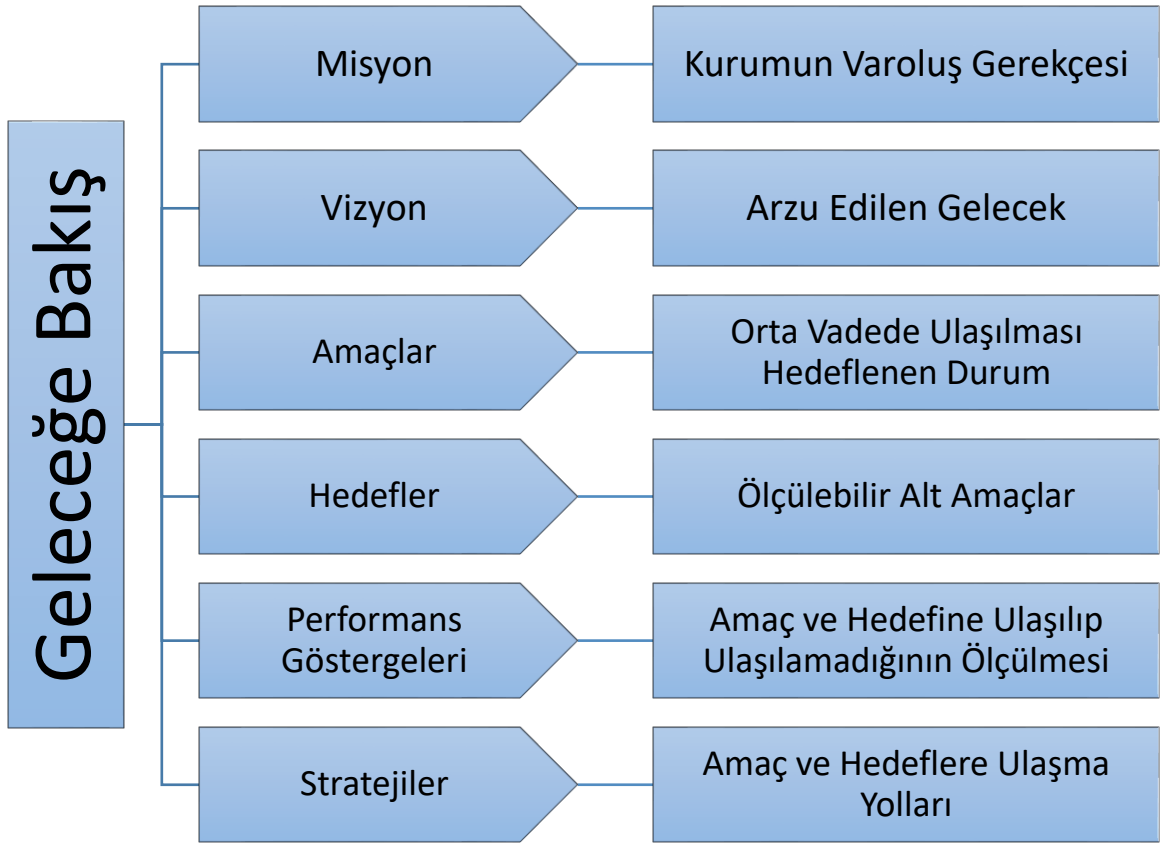 Geleceğe Bakış
Misyon
Kurumun Varoluş Gerekçesi
Vizyon
Arzu Edilen Gelecek
Amaçlar
Orta Vadede Ulaşılması
Hedeflenen Durum
Hedefler
Ölçülebilir Alt Amaçlar
Performans
Göstergeleri
Amaç ve Hedefine Ulaşılıp
Ulaşılamadığının Ölçülmesi
Stratejiler
Amaç ve Hedeflere Ulaşma
Yolları